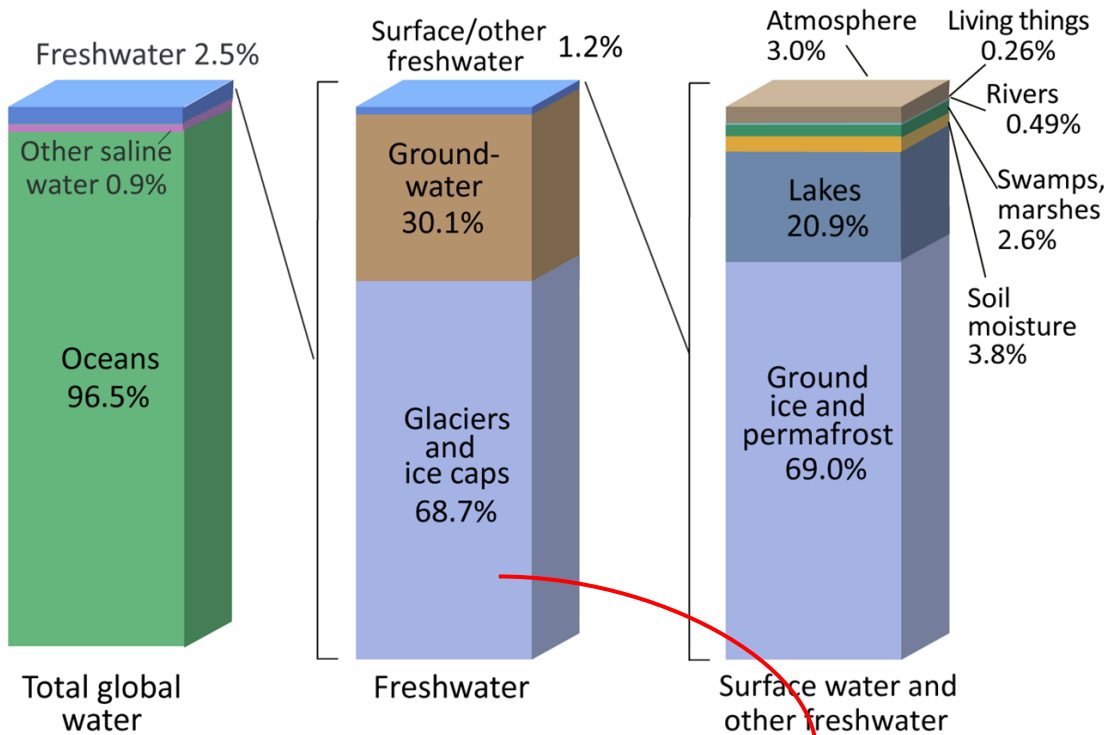 Freshwater 2.5%
Other saline
water 0.9%
Oceans
96.5%
Total global
water
Surface/other
freshwater
1.2%
Ground-
water
30.1%
Glaciers
and
ice caps
68.7%
Freshwater
Atmosphere
3.0%
Living things
0.26%
Rivers
0.49%
Swamps,
marshes
2.6%
Soil
moisture
3.8%
Lakes
20.9%
Ground
ice and
permafrost
69.0%
Surface water and
other freshwater